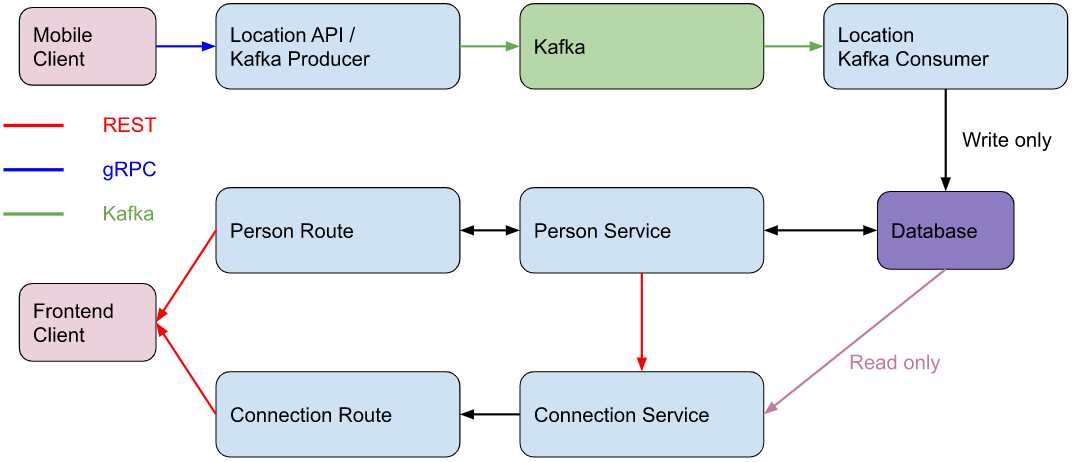 Mobile
Client
Location API /
Kafka Producer
Kafka
Location
Kafka Consumer
REST
gRPC
Kafka
Write only
Person Route
Person Service
Database
Frontend
Client
Read only
Connection Route
Connection Service